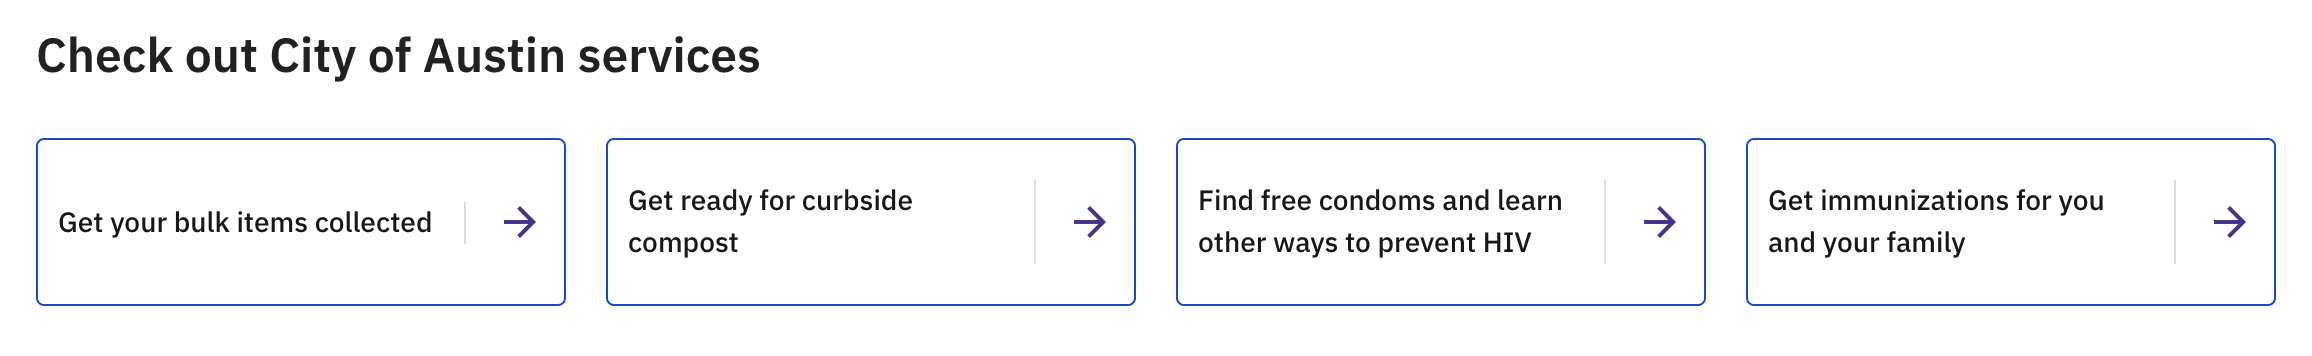 Check out City of Austin services
Get your bulk items collected
Get ready for curbside
compost
Find free condoms and learn
other ways to prevent HIV
Get immunizations for you
and your family